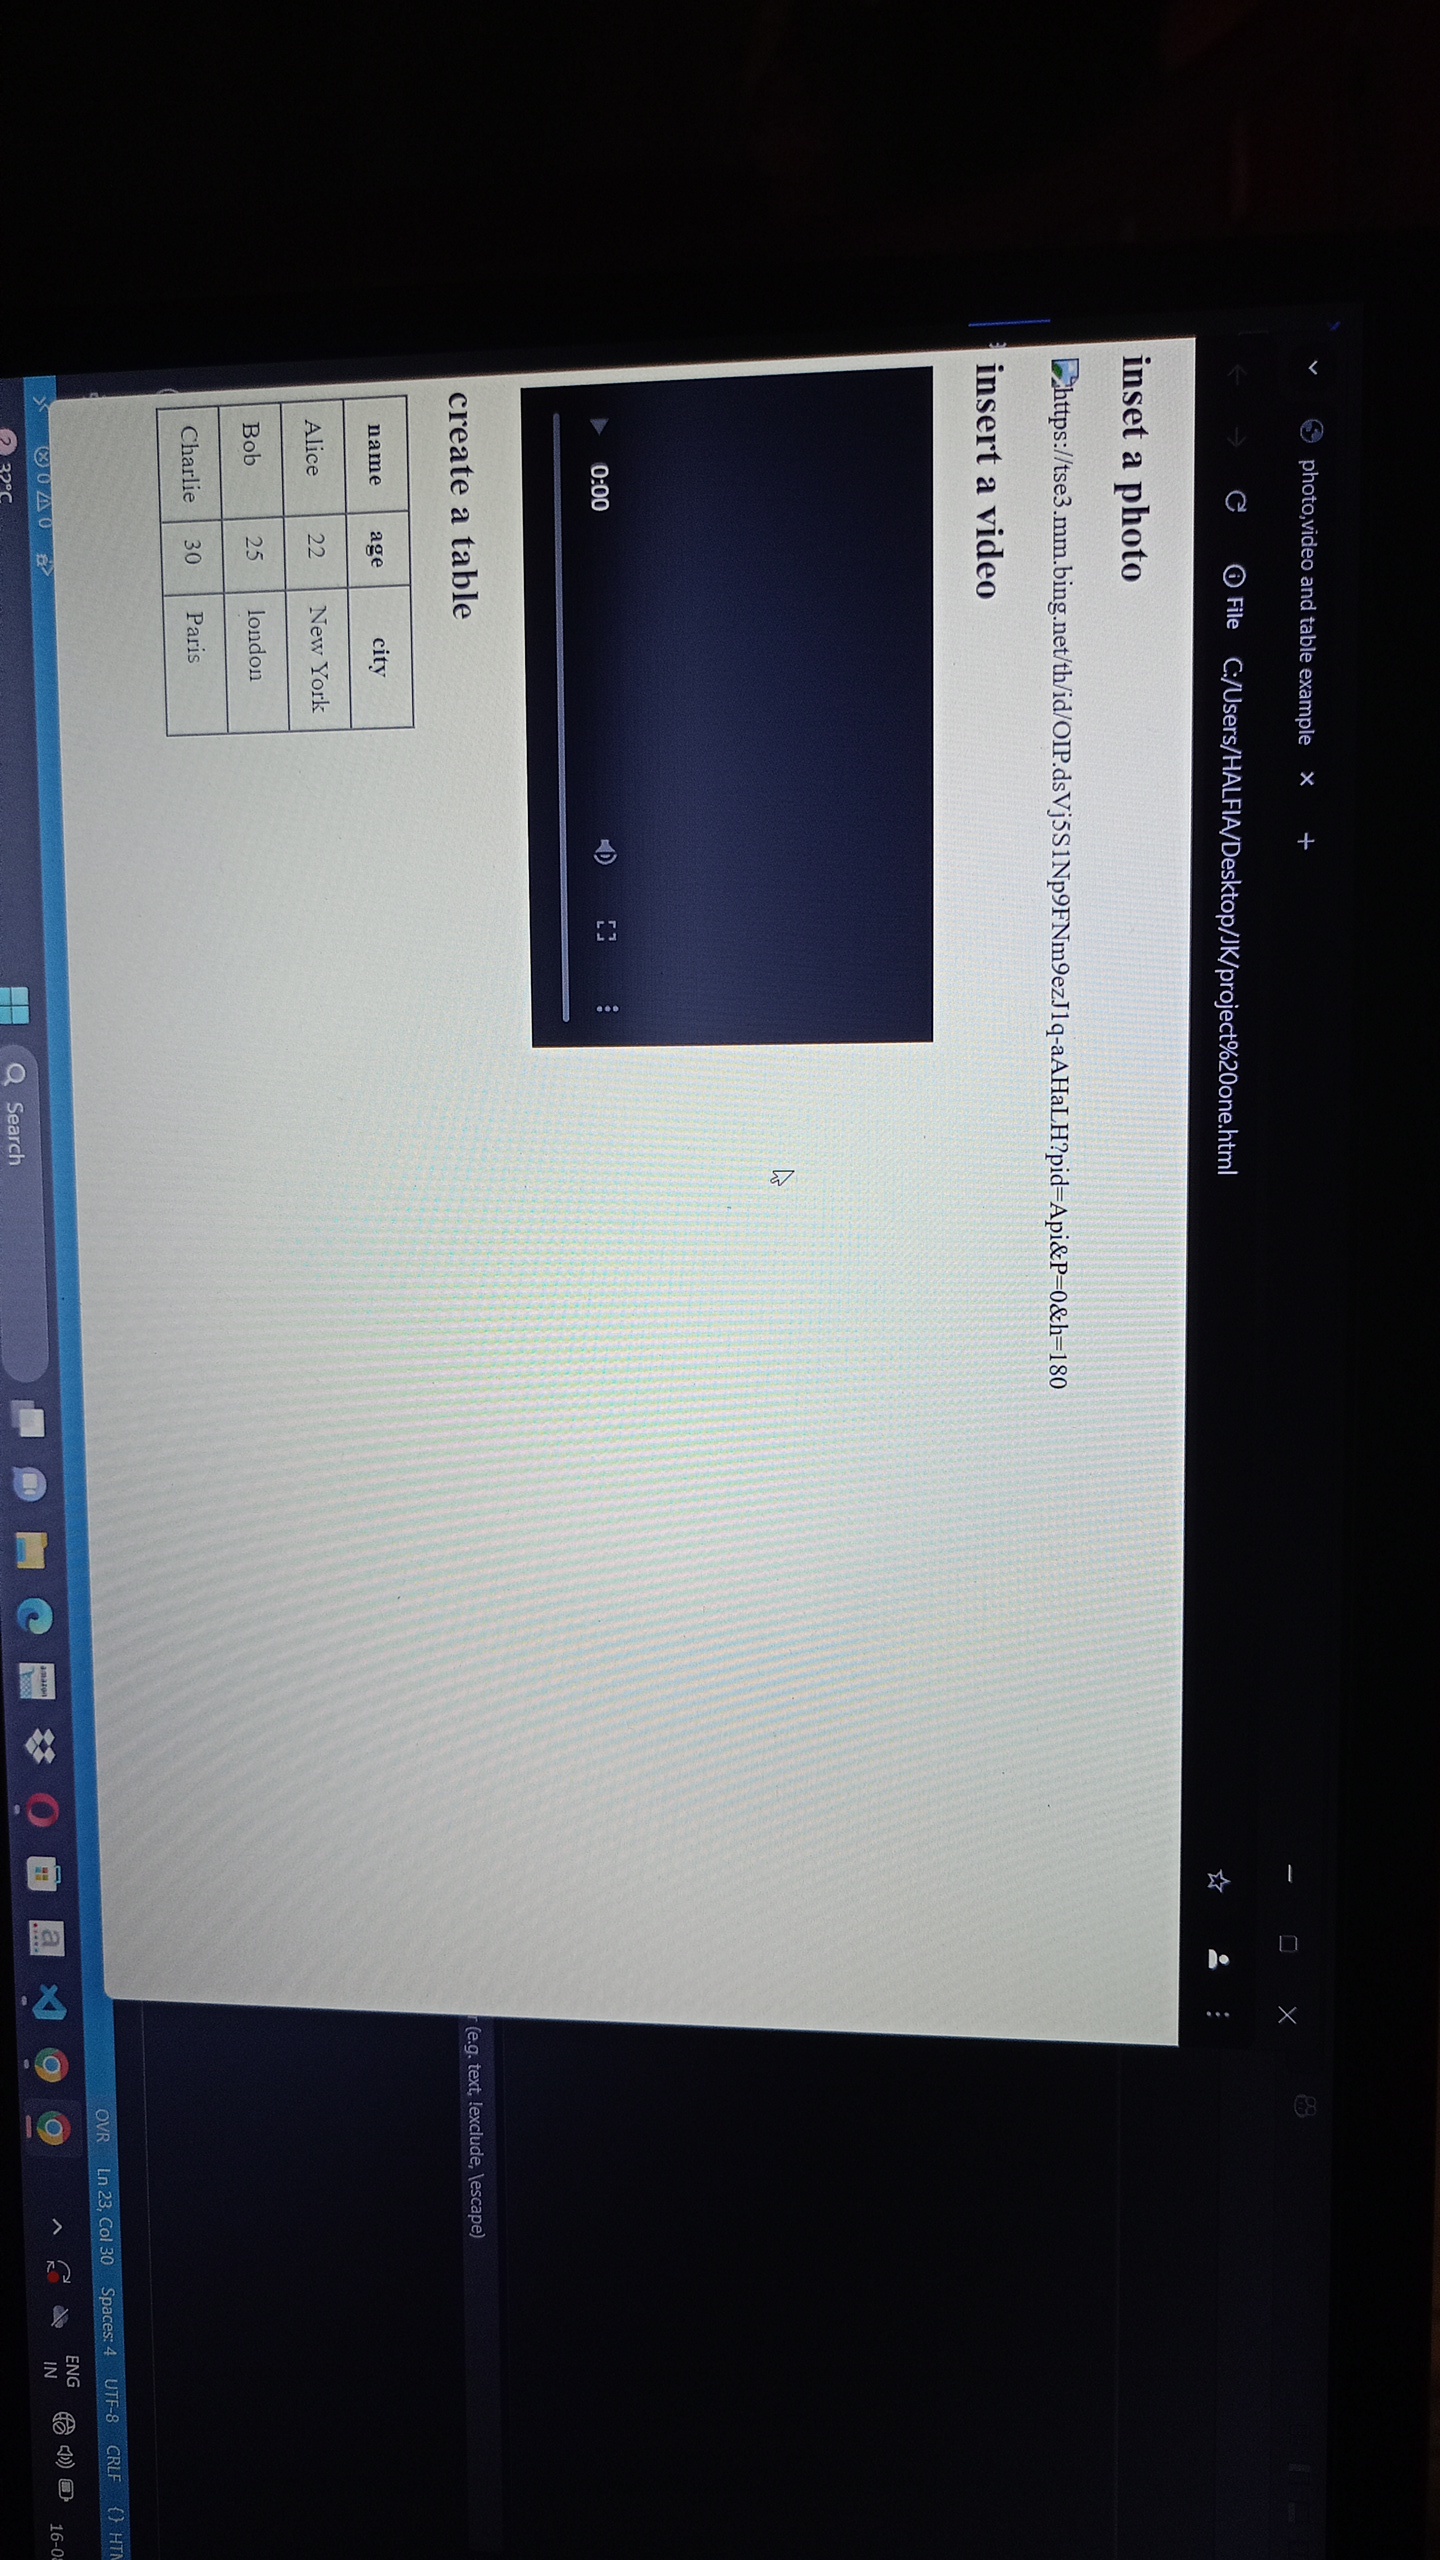 photo,video and table example
File C:/Users/HALFIA/Desktop/JK/project%20one.html
inset a photo
https://tse3.mm.bing.net/th/id/OIP.dsVj5S1Np9FNm9ezJ1q-aAHaLH?pid=Api&P=0&h=180
insert a video
0:00
create a table
name age city
Alice 22 New York
Bob 25 london
Charlie 30 Paris
(e.g. text, !exclude, \escape)
0 0
OVR Ln 23, Col 30 Spaces: 4 UTF-8 CRLF {}
32°C
Search
amazon
a
ENG
IN